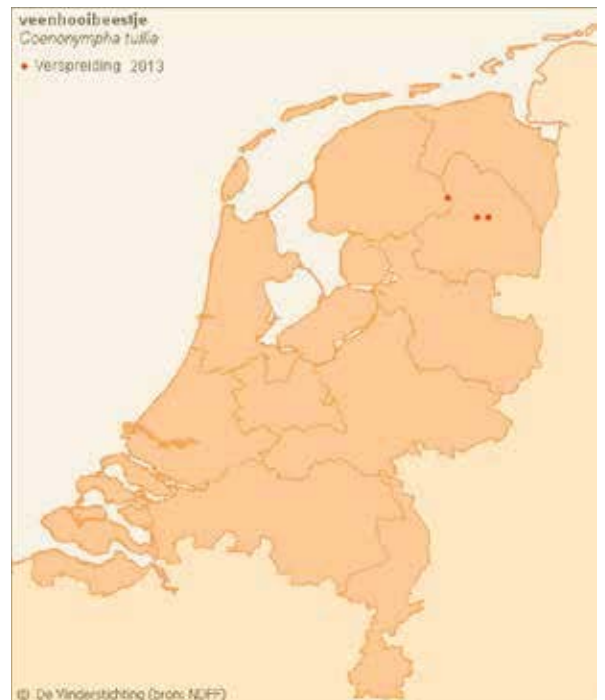 veenhooibeestje
Coenonympha tullia
• Verspreiding 2013
© De Vlinderstichting (bron: NDFF)